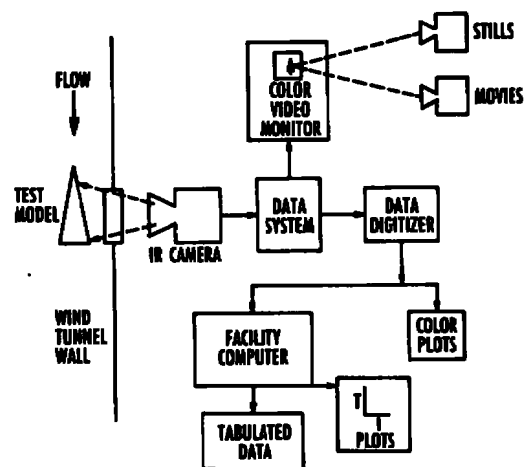 STILLS
FLOW
COLOR
VIDEO
MONITOR
MOVIES
TEST
MODEL
DATA
SYSTEM
DATA
DIGITIZER
IR CAMERA
WIND
TUNNEL
WALL
FACILITY
COMPUTER
COLOR
PLOTS
T
PLOTS
TABULATED
DATA